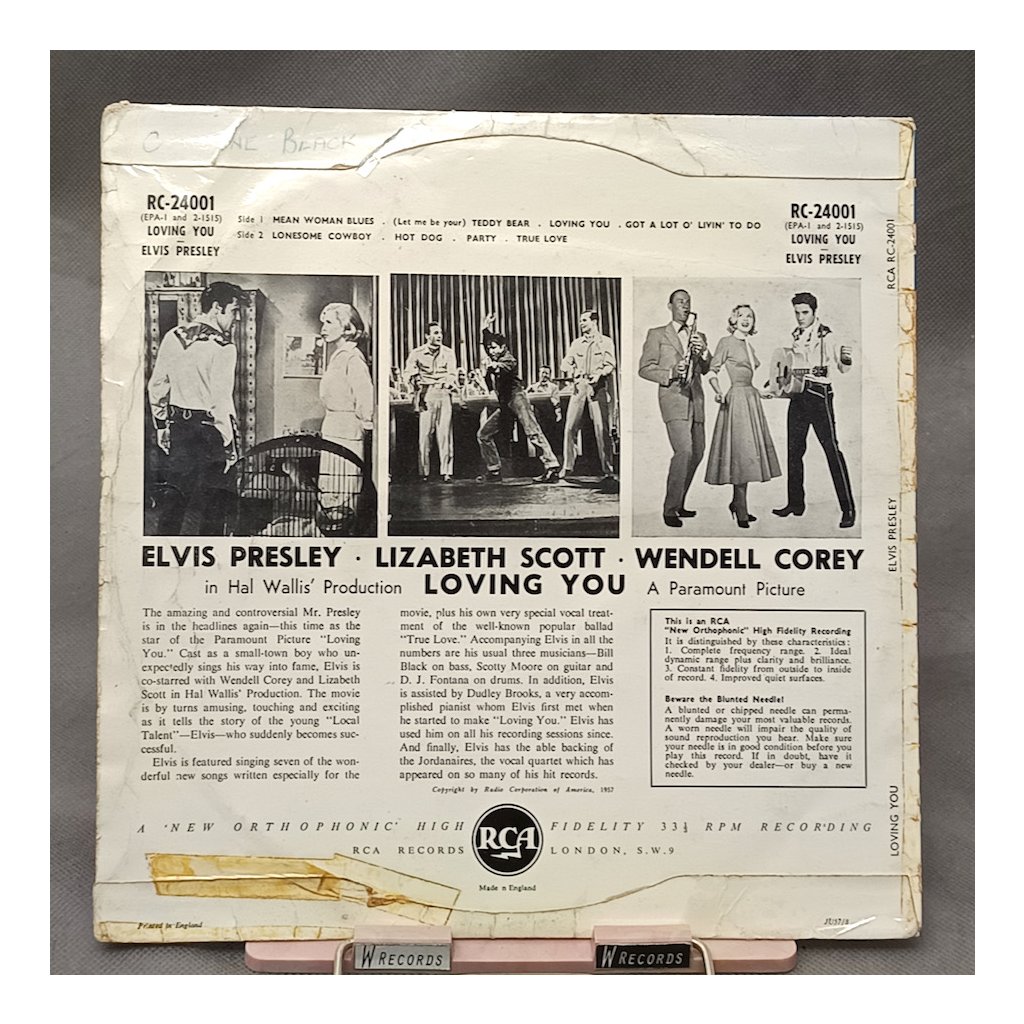 BLACK
RC-24001
(EPA-1 and 2-1515)
LOVING YOU
ELVIS PRESLEY
Side 1 MEAN WOMAN BLUES . (Let me be your) TEDDY BEAR . LOVING YOU . GOT A LOT O' LIVIN' TO DO
Side 2 LONESOME COWBOY . HOT DOG . PARTY . TRUE LOVE
RC-24001
(EPA-1 and 2-1515)
LOVING YOU
ELVIS PRESLEY
RCA RC-24001
ELVIS PRESLEY
LOVING YOU
ELVIS PRESLEY · LIZABETH SCOTT · WENDELL COREY
in Hal Wallis' Production LOVING YOU A Paramount Picture
The amazing and controversial Mr. Presley
is in the headlines again—this time as the
star of the Paramount Picture "Loving
You." Cast as a small-town boy who un-
expectedly sings his way into fame, Elvis is
co-starred with Wendell Corey and Lizabeth
Scott in Hal Wallis' Production. The movie
is by turns amusing, touching and exciting
as it tells the story of the young "Local
Talent"—Elvis—who suddenly becomes suc-
cessful.
Elvis is featured singing seven of the won-
derful new songs written especially for the
movie, plus his own very special vocal treat-
ment of the well-known popular ballad
"True Love." Accompanying Elvis in all the
numbers are his usual three musicians—Bill
Black on bass, Scotty Moore on guitar and
D. J. Fontana on drums. In addition, Elvis
is assisted by Dudley Brooks, a very accom-
plished pianist whom Elvis first met when
he started to make "Loving You." Elvis has
used him on all his recording sessions since.
And finally, Elvis has the able backing of
the Jordanaires, the vocal quartet which has
appeared on so many of his hit records.
Copyright by Radio Corporation of America, 1957
This is an RCA
"New Orthophonic" High Fidelity Recording
It is distinguished by these characteristics:
1. Complete frequency range. 2. Ideal
dynamic range plus clarity and brilliance.
3. Constant fidelity from outside to inside
of record. 4. Improved quiet surfaces.
Beware the Blunted Needle!
A blunted or chipped needle can perma-
nently damage your most valuable records.
A worn needle will impair the quality of
sound reproduction you hear. Make sure
your needle is in good condition before you
play this record. If in doubt, have it
checked by your dealer—or buy a new
needle.
A 'NEW ORTHOPHONIC' HIGH RCA FIDELITY 33⅓ RPM RECORDING
RCA RECORDS LONDON, S.W.9
Made in England
Printed in England
W RECORDS
W RECORDS